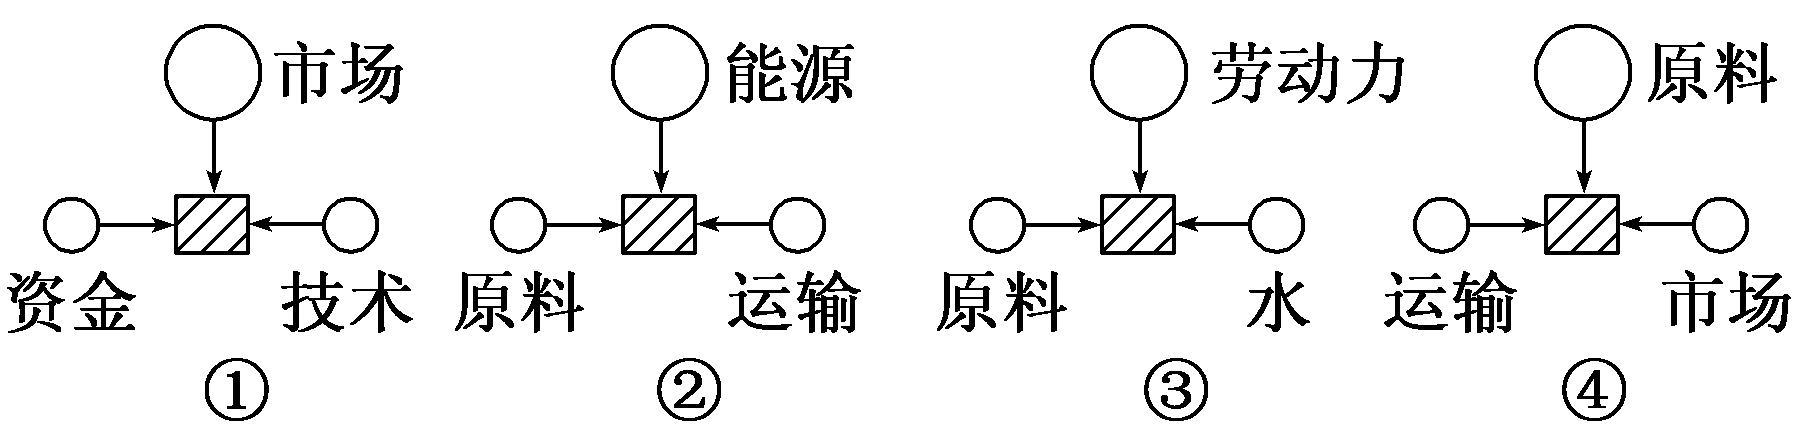 市场 能源 劳动力 原料
资金 技术 原料 运输 原料 水 运输 市场
① ② ③ ④